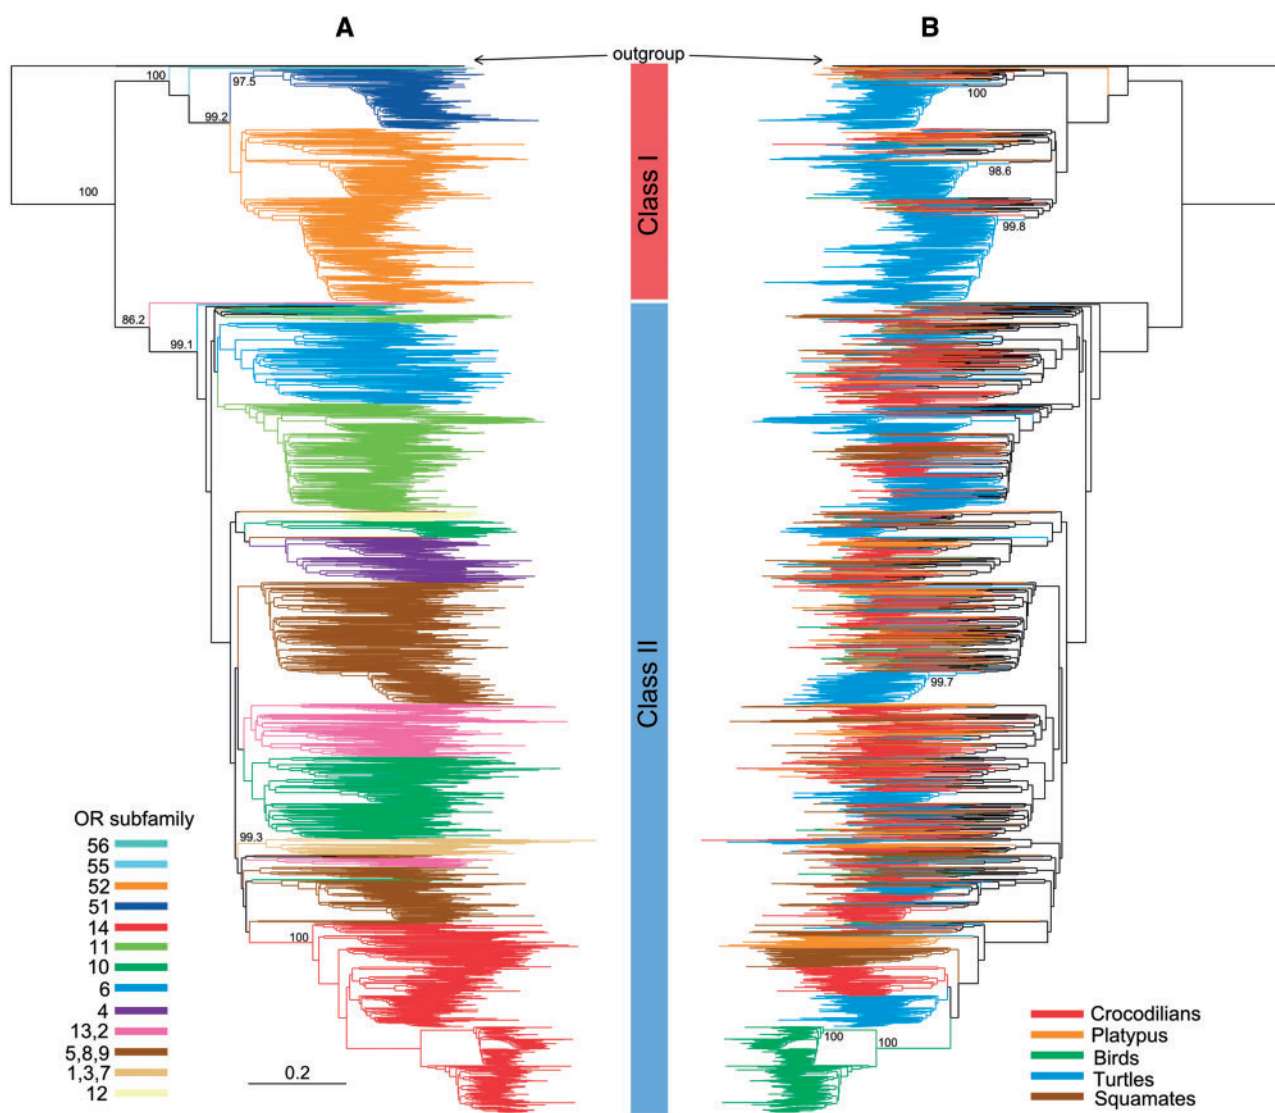 A
B
outgroup
100
97.5
99.2
100
100
98.6
99.8
Class I
86.2
99.1
Class II
99.7
99.3
100
100
100
OR subfamily
56
55
52
51
14
11
10
6
4
13,2
5,8,9
1,3,7
12
0.2
Crocodilians
Platypus
Birds
Turtles
Squamates